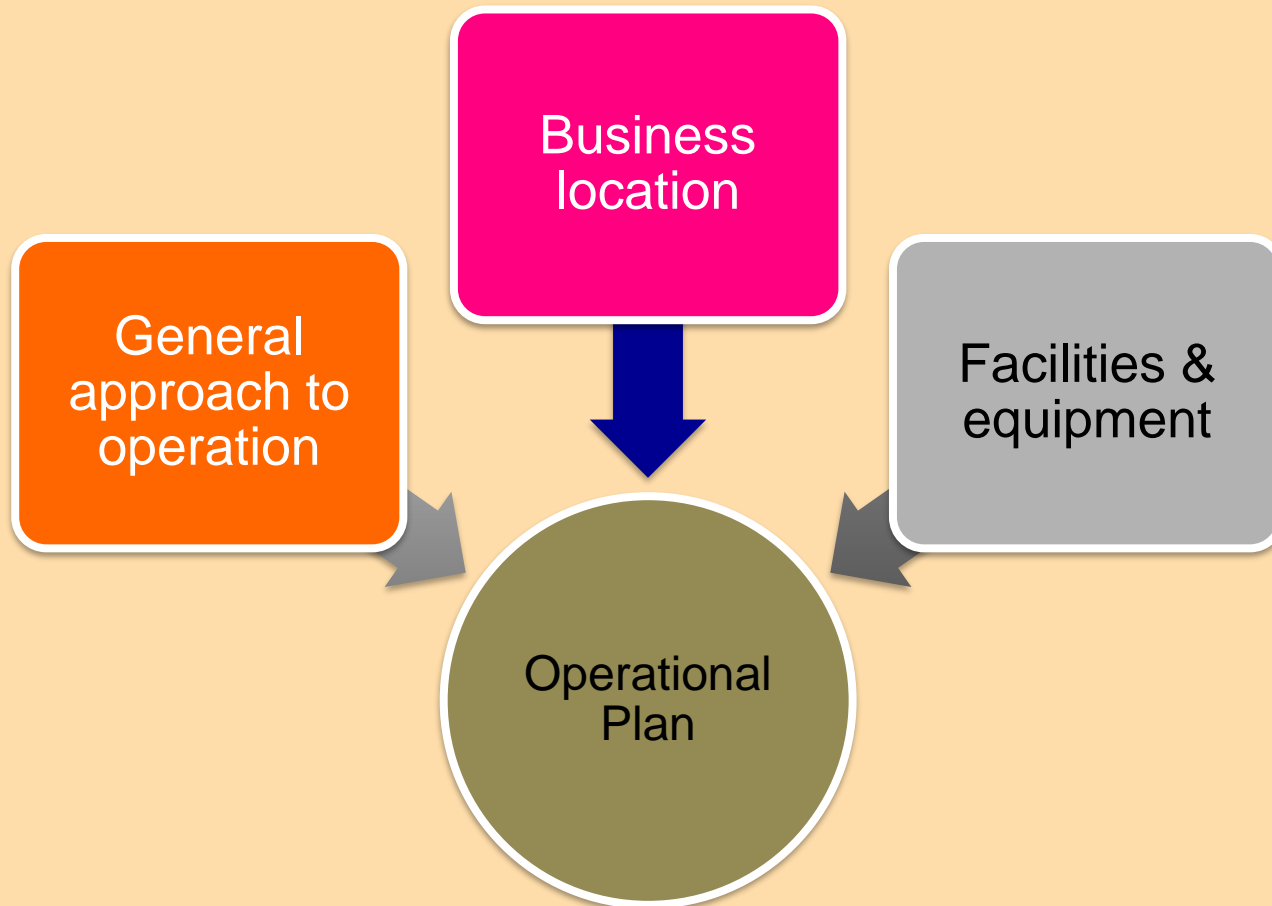 Business
location
General
approach to
operation
Facilities &
equipment
Operational
Plan